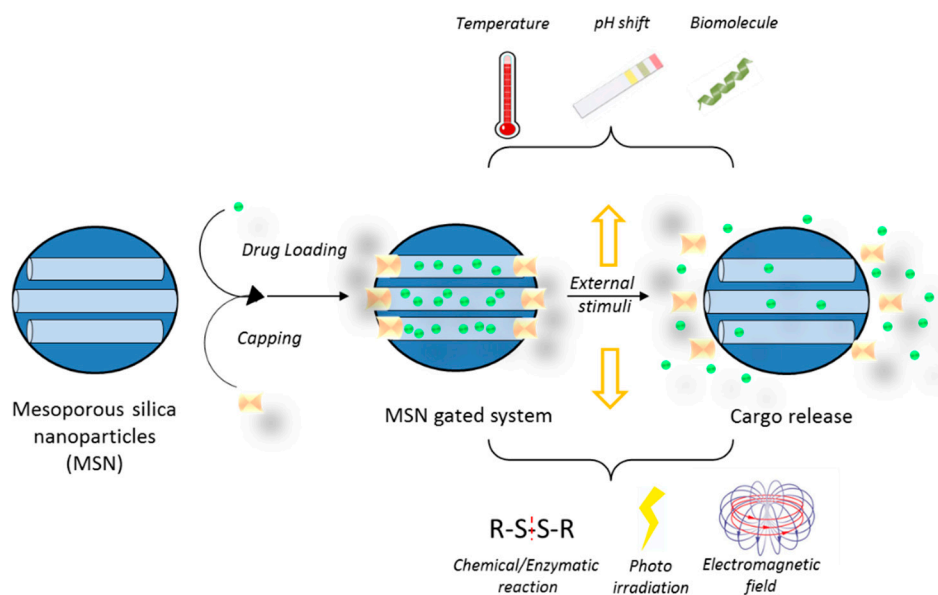 Temperature
pH shift
Biomolecule
Drug Loading
Capping
External
stimuli
Mesoporous silica
nanoparticles
(MSN)
MSN gated system
Cargo release
R-S-S-R
Chemical/Enzymatic
reaction
Photo
irradiation
Electromagnetic
field